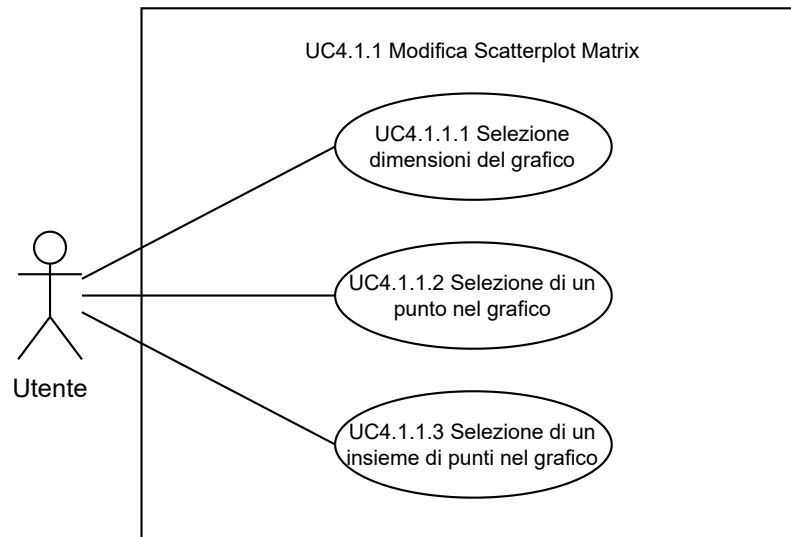 UC4.1.1 Modifica Scatterplot Matrix
UC4.1.1.1 Selezione
dimensioni del grafico
UC4.1.1.2 Selezione di un
punto nel grafico
Utente
UC4.1.1.3 Selezione di un
insieme di punti nel grafico